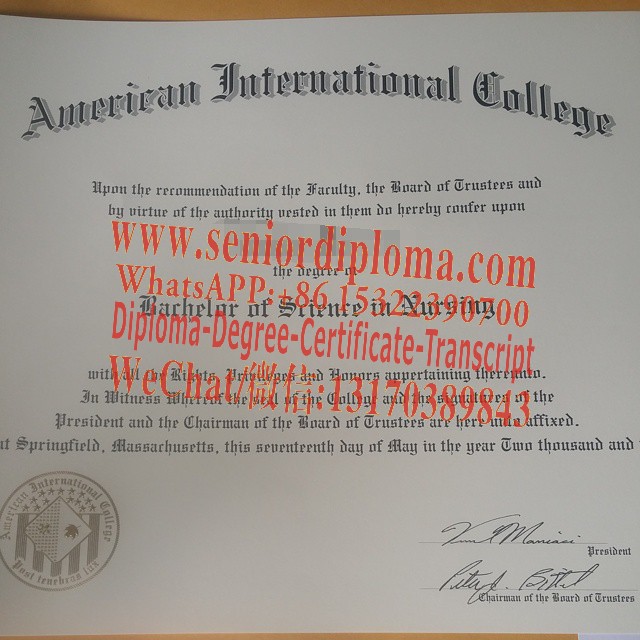 American International College
Upon the recommendation of the Faculty, the Board of Trustees and
by virtue of the authority vested in them do hereby confer upon
www.seniordiploma.com
the degree of
WhatsAPP:+86 15322390700
Bachelor of Science in Nursing
Diploma-Degree-Certificate-Transcript
with all the Rights, Privileges and Honors appertaining thereunto.
WeChat/微信:13170389843
In Witness Whereof the seal of the College and the signatures of the
President and the Chairman of the Board of Trustees are here unto affixed.
Springfield, Massachusetts, this seventeenth day of May in the year Two thousand and
American International College
Post tenebras lux
President
Chairman of the Board of Trustees